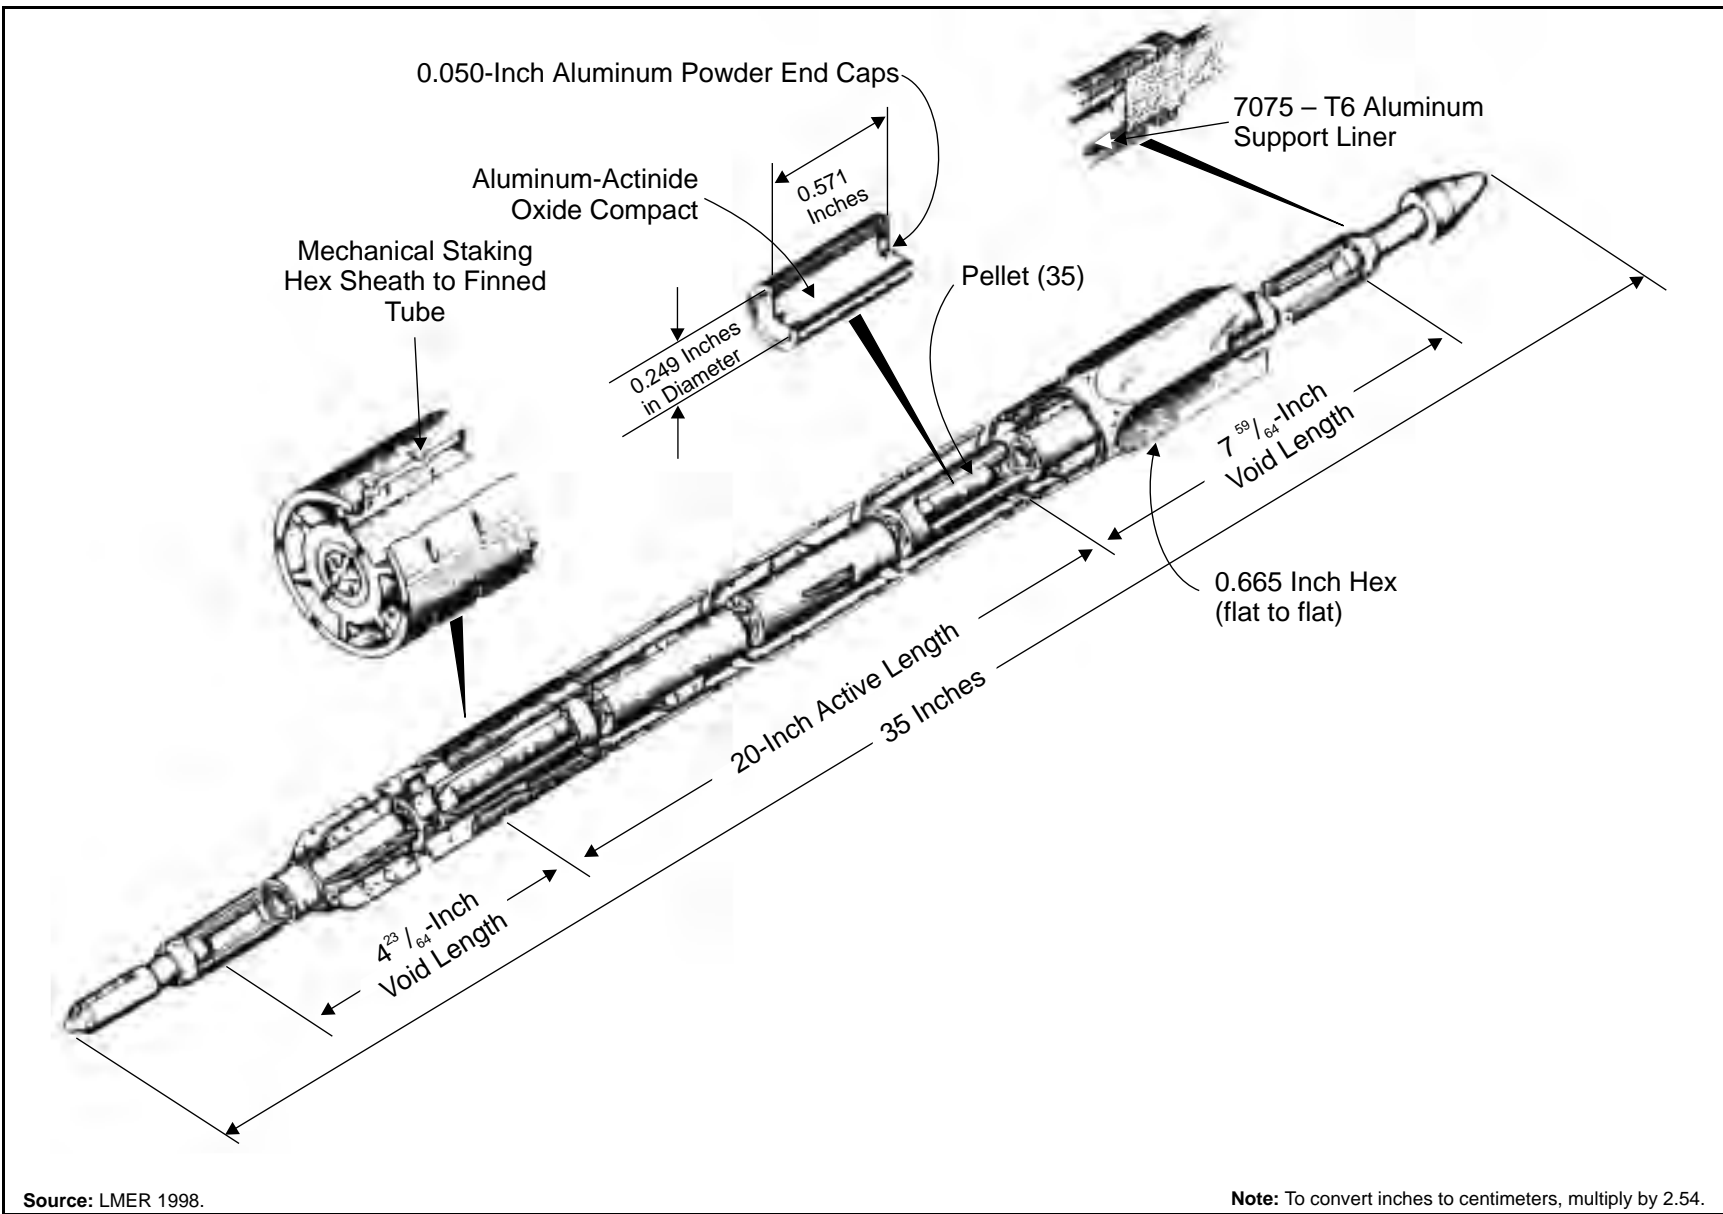 0.050-Inch Aluminum Powder End Caps
7075 – T6 Aluminum
Support Liner
Aluminum-Actinide
Oxide Compact
0.571
Inches
Mechanical Staking
Hex Sheath to Finned
Tube
Pellet (35)
0.249 Inches
in Diameter
7 59/64-Inch
Void Length
0.665 Inch Hex
(flat to flat)
20-Inch Active Length
35 Inches
4 23/64-Inch
Void Length
Source: LMER 1998.
Note: To convert inches to centimeters, multiply by 2.54.